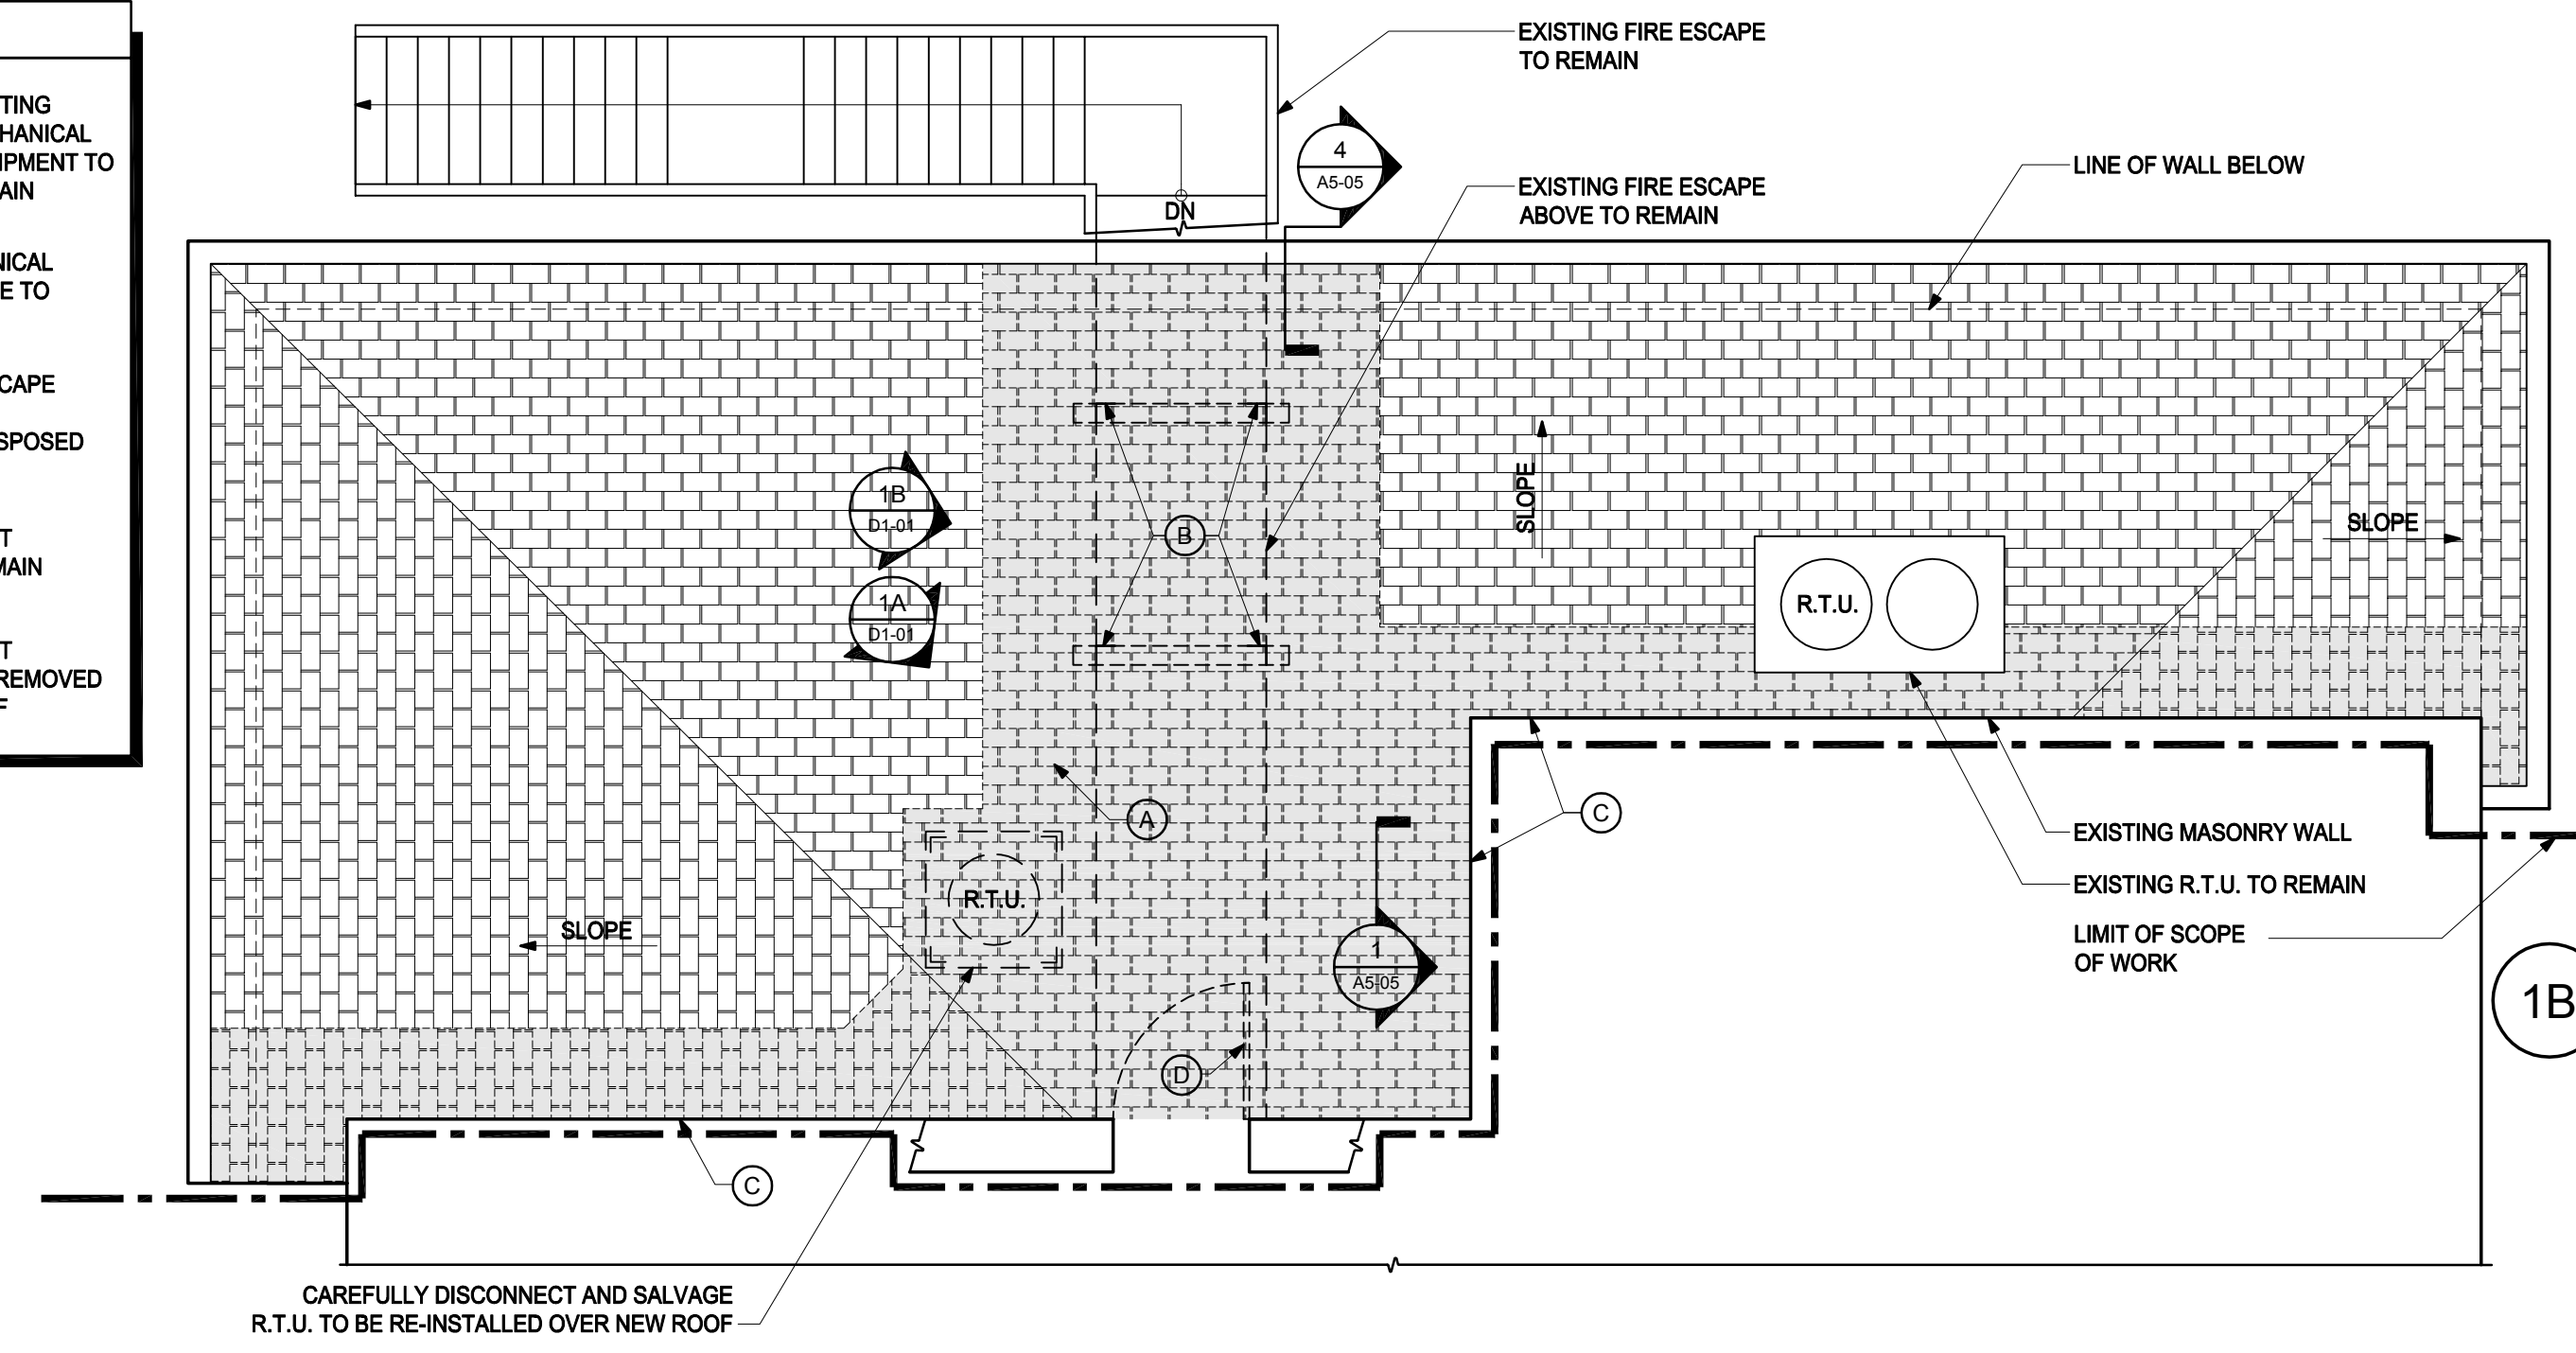 TING
HANICAL
IPMENT TO
AIN
NICAL
E TO
CAPE
SPOSED
T
MAIN
T
REMOVED
F
EXISTING FIRE ESCAPE
TO REMAIN
4
A5-05
EXISTING FIRE ESCAPE
ABOVE TO REMAIN
LINE OF WALL BELOW
DN
1B
D1-01
1A
D1-01
B
SLOPE
SLOPE
R.T.U.
A
C
R.T.U.
SLOPE
1
A5-05
D
EXISTING MASONRY WALL
EXISTING R.T.U. TO REMAIN
LIMIT OF SCOPE
OF WORK
1B
C
CAREFULLY DISCONNECT AND SALVAGE
R.T.U. TO BE RE-INSTALLED OVER NEW ROOF